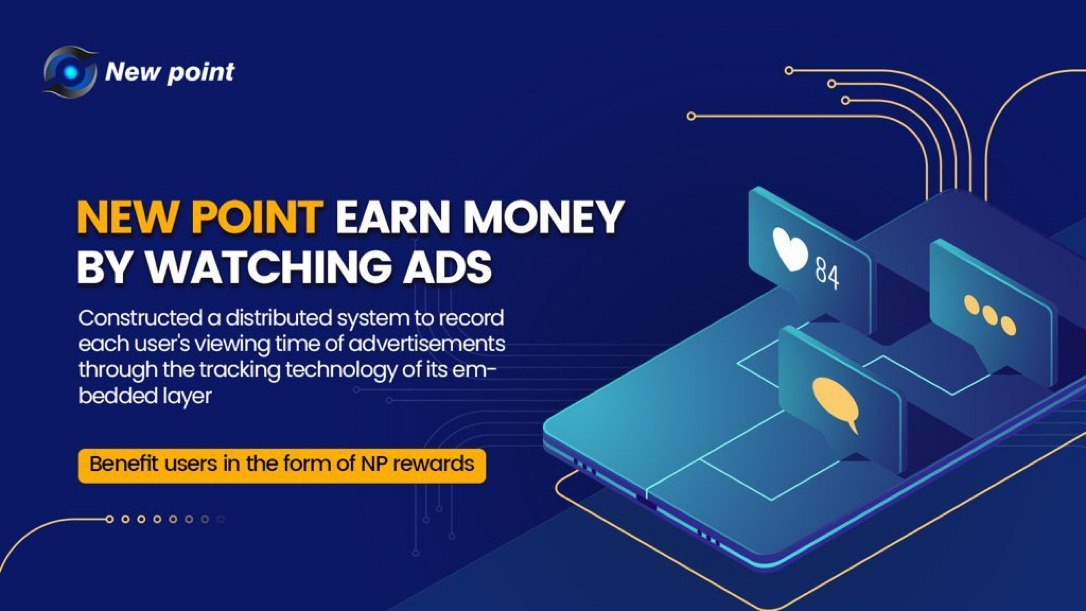 New point
NEW POINT EARN MONEY
BY WATCHING ADS
Constructed a distributed system to record
each user's viewing time of advertisements
through the tracking technology of its em-
bedded layer
Benefit users in the form of NP rewards
84